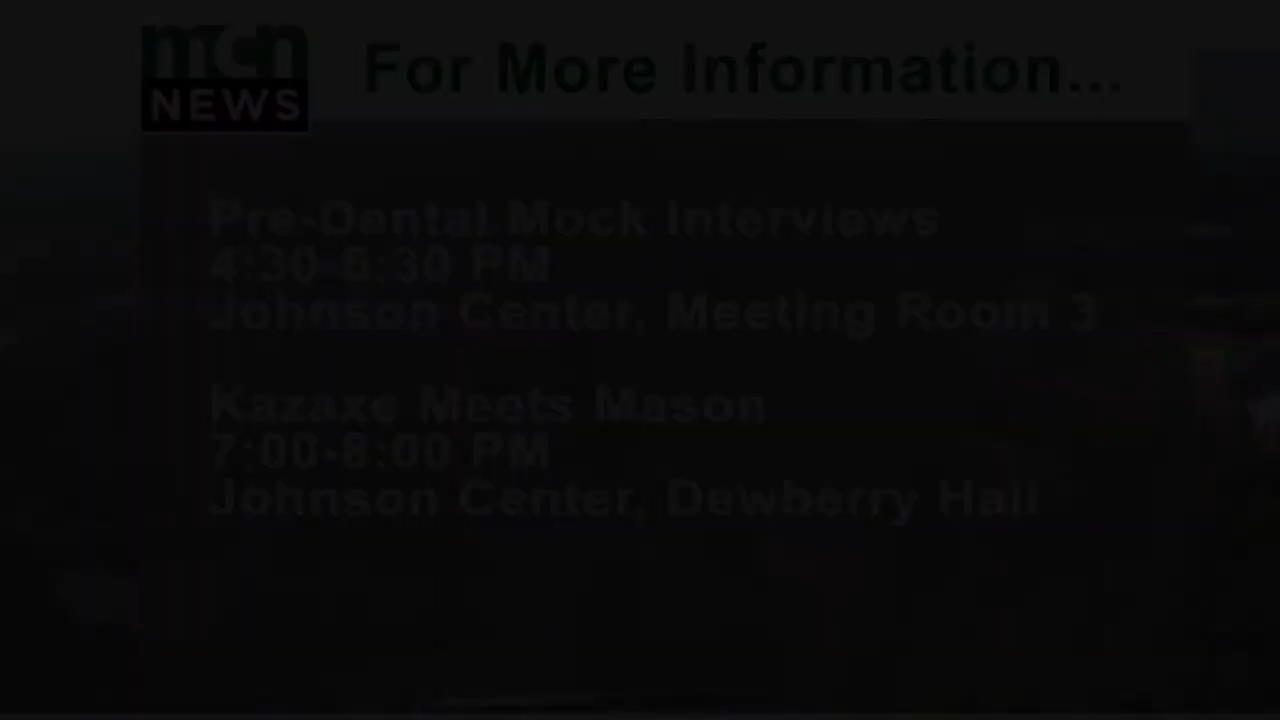 mcn
NEWS
For More Information...
Pre-Dental Mock Interviews
4:30-6:30 PM
Johnson Center, Meeting Room 3
Kazaxe Meets Mason
7:00-8:00 PM
Johnson Center, Dewberry Hall